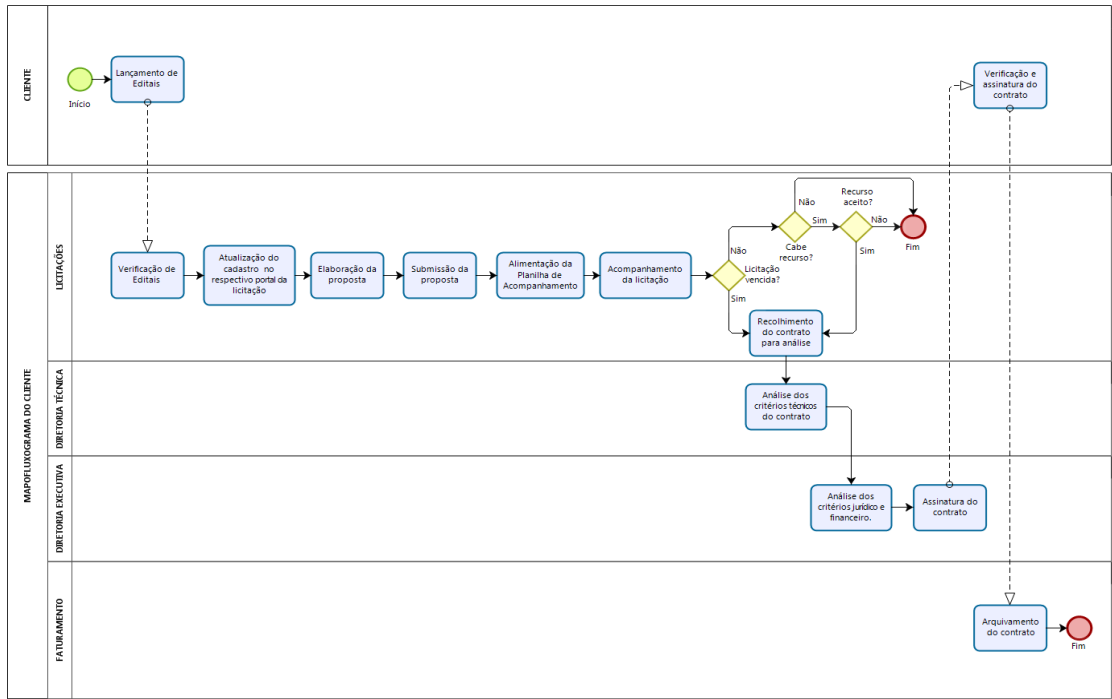 CLIENTE
Início
Lançamento de
Editais
Verificação e
assinatura do
contrato
MAPOFLUXOGRAMA DO CLIENTE
LICITAÇÕES
Verificação de
Editais
Atualização do
cadastro no
respectivo portal da
licitação
Elaboração da
proposta
Submissão da
proposta
Alimentação da
Planilha de
Acompanhamento
Acompanhamento
da licitação
Licitação
vencida?
Não
Sim
Cabe
recurso?
Não
Sim
Recurso
aceito?
Não
Sim
Fim
Recolhimento
do contrato
para análise
DIRETORIA TÉCNICA
Análise dos
critérios técnicos
do contrato
DIRETORIA EXECUTIVA
Análise dos
critérios jurídico e
financeiro.
Assinatura do
contrato
FATURAMENTO
Arquivamento
do contrato
Fim